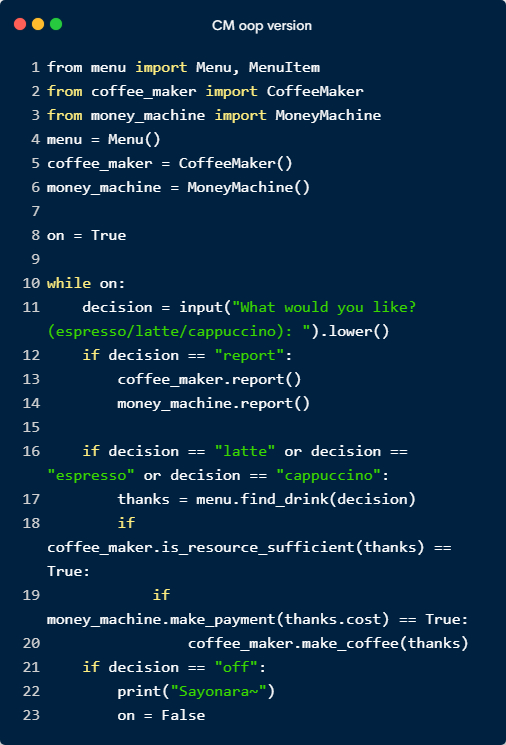 CM oop version
1 from menu import Menu, MenuItem
2 from coffee_maker import CoffeeMaker
3 from money_machine import MoneyMachine
4 menu = Menu()
5 coffee_maker = CoffeeMaker()
6 money_machine = MoneyMachine()
7
8 on = True
9
10 while on:
11     decision = input("What would you like?
(espresso/latte/cappuccino): ").lower()
12     if decision == "report":
13         coffee_maker.report()
14         money_machine.report()
15
16     if decision == "latte" or decision ==
"espresso" or decision == "cappuccino":
17         thanks = menu.find_drink(decision)
18         if
coffee_maker.is_resource_sufficient(thanks) ==
True:
19             if
money_machine.make_payment(thanks.cost) == True:
20                 coffee_maker.make_coffee(thanks)
21     if decision == "off":
22         print("Sayonara~")
23         on = False